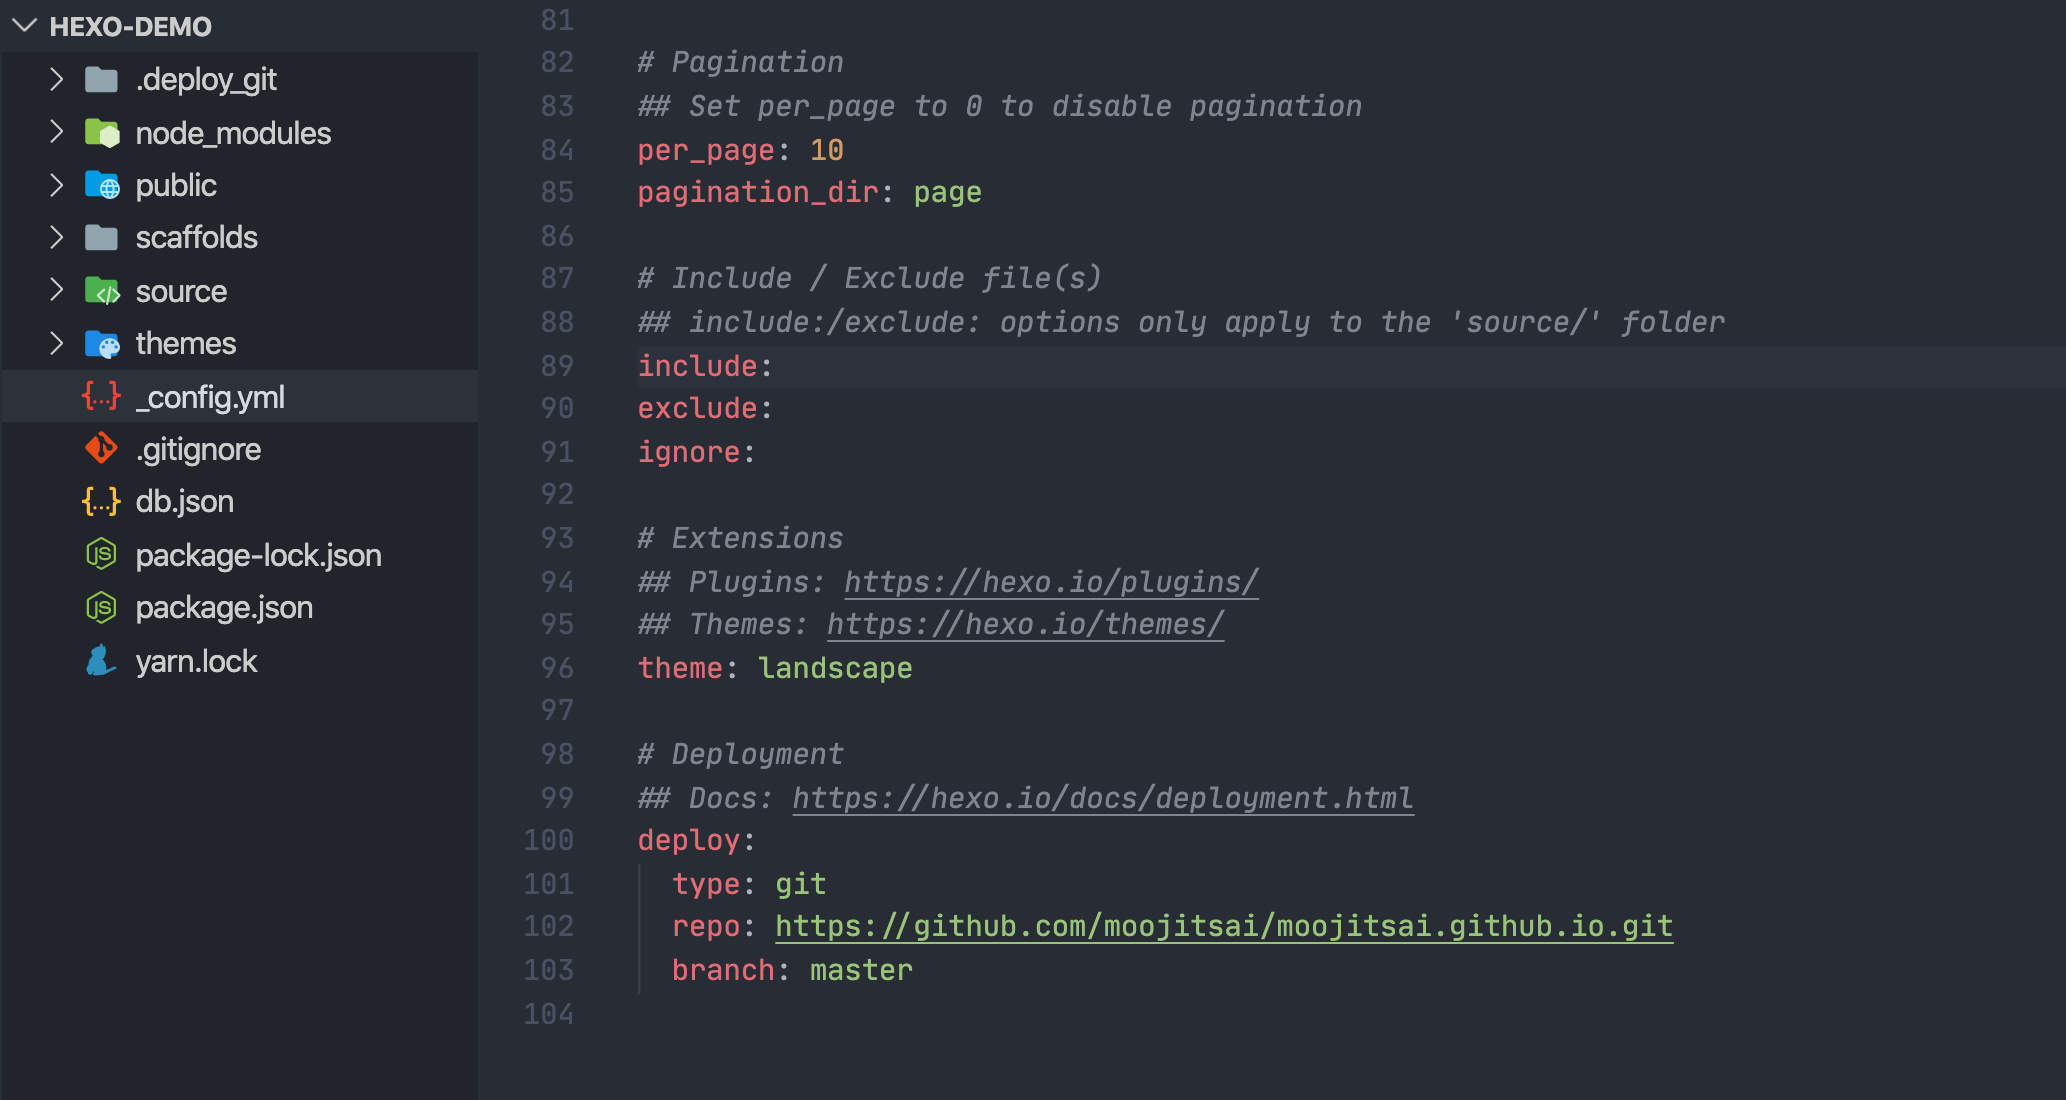 HEXO-DEMO
.deploy_git
node_modules
public
scaffolds
source
themes
_config.yml
.gitignore
db.json
package-lock.json
package.json
yarn.lock
81
82 # Pagination
83 ## Set per_page to 0 to disable pagination
84 per_page: 10
85 pagination_dir: page
86
87 # Include / Exclude file(s)
88 ## include:/exclude: options only apply to the 'source/' folder
89 include:
90 exclude:
91 ignore:
92
93 # Extensions
94 ## Plugins: https://hexo.io/plugins/
95 ## Themes: https://hexo.io/themes/
96 theme: landscape
97
98 # Deployment
99 ## Docs: https://hexo.io/docs/deployment.html
100 deploy:
101 type: git
102 repo: https://github.com/moojitsai/moojitsai.github.io.git
103 branch: master
104